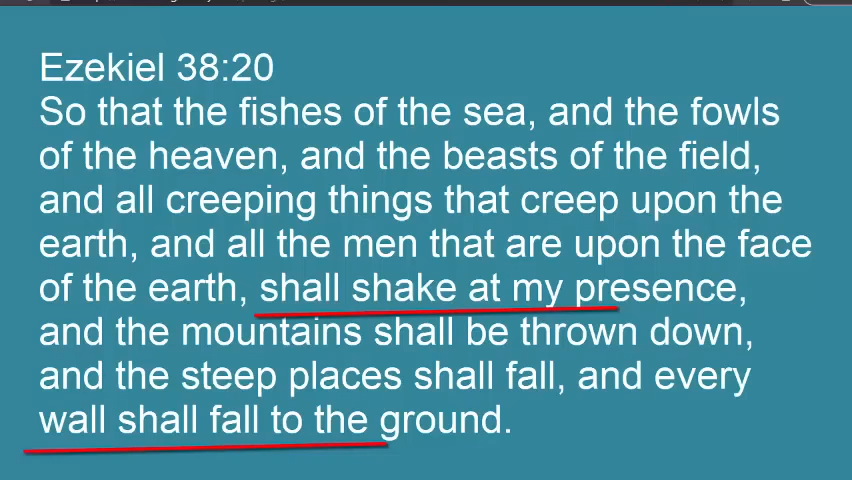 Ezekiel 38:20
So that the fishes of the sea, and the fowls
of the heaven, and the beasts of the field,
and all creeping things that creep upon the
earth, and all the men that are upon the face
of the earth, shall shake at my presence,
and the mountains shall be thrown down,
and the steep places shall fall, and every
wall shall fall to the ground.